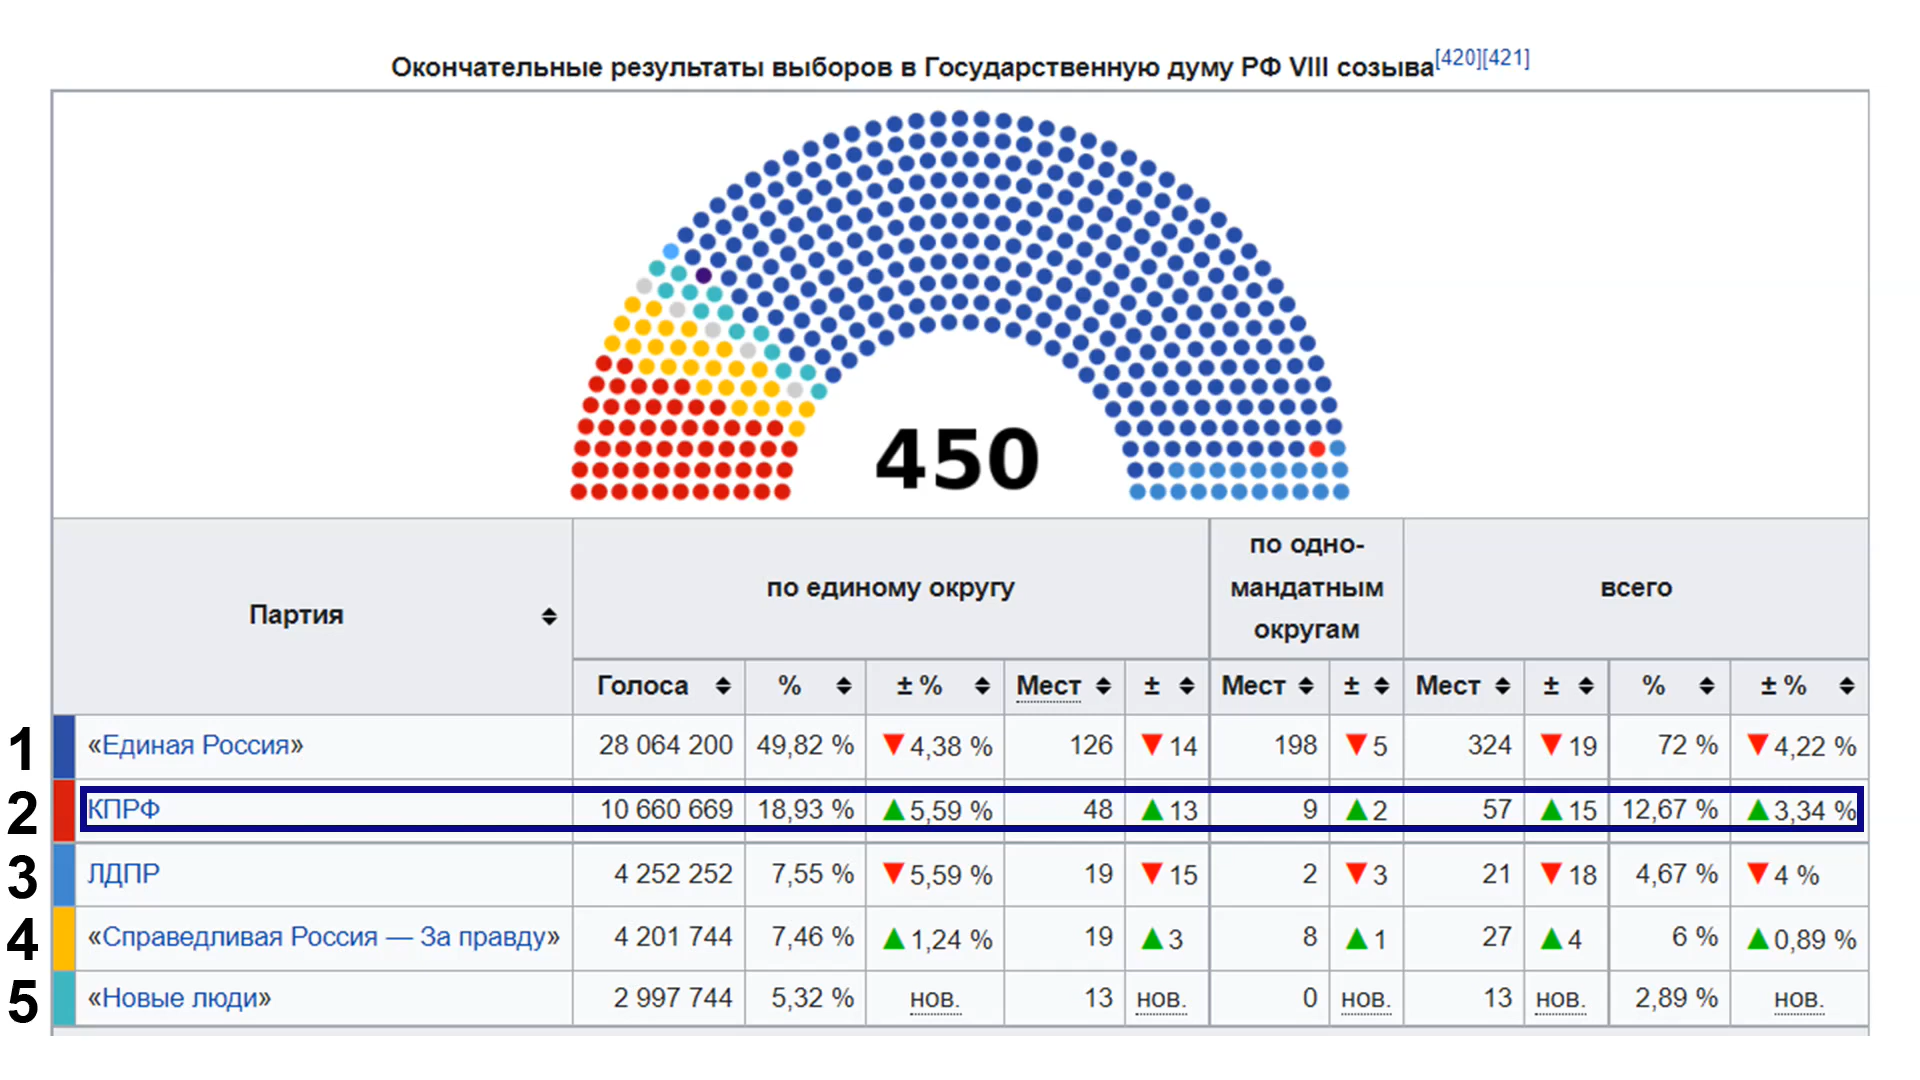 Окончательные результаты выборов в Государственную думу РФ VIII созыва[420][421]
450
Партия
по единому округу
по одно-
мандатным
округам
всего
Голоса % ± % Мест ± Мест ± Мест ± % ± %
1 «Единая Россия» 28 064 200 49,82 % ▼4,38 % 126 ▼14 198 ▼5 324 ▼19 72 % ▼4,22 %
2 КПРФ 10 660 669 18,93 % ▲5,59 % 48 ▲13 9 ▲2 57 ▲15 12,67 % ▲3,34 %
3 ЛДПР 4 252 252 7,55 % ▼5,59 % 19 ▼15 2 ▼3 21 ▼18 4,67 % ▼4 %
4 «Справедливая Россия — За правду» 4 201 744 7,46 % ▲1,24 % 19 ▲3 8 ▲1 27 ▲4 6 % ▲0,89 %
5 «Новые люди» 2 997 744 5,32 % нов. 13 нов. 0 нов. 13 нов. 2,89 % нов.